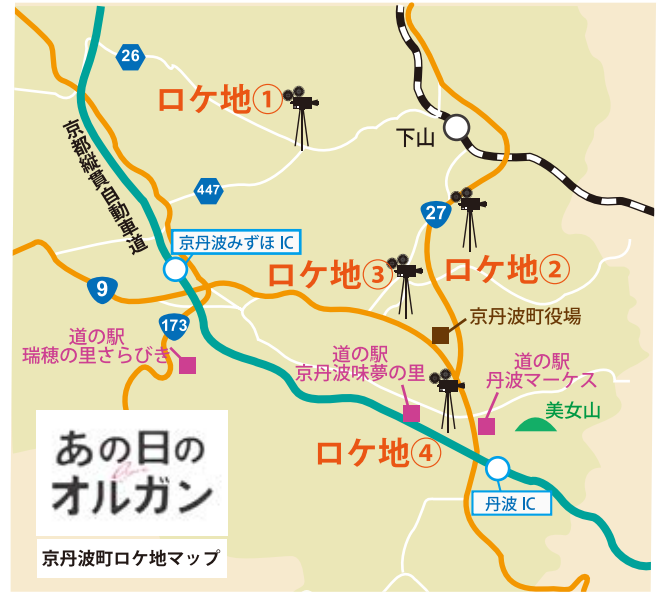 26
ロケ地①
下山
京都縦貫自動車道
447
27
京丹波みずほIC
ロケ地③
ロケ地②
9
173
京丹波町役場
道の駅
瑞穂の里さらびき
道の駅
京丹波味夢の里
道の駅
丹波マーケス
美女山
ロケ地④
あの日の
オルガン
丹波IC
京丹波町ロケ地マップ